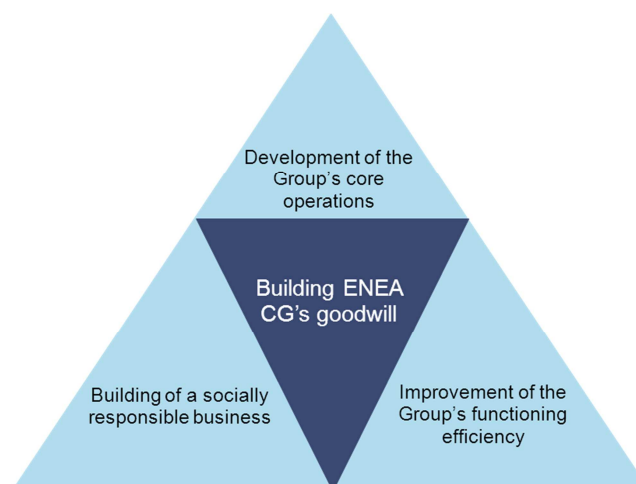 Development of the
Group's core
operations
Building ENEA
CG's goodwill
Building of a socially
responsible business
Improvement of the
Group's functioning
efficiency